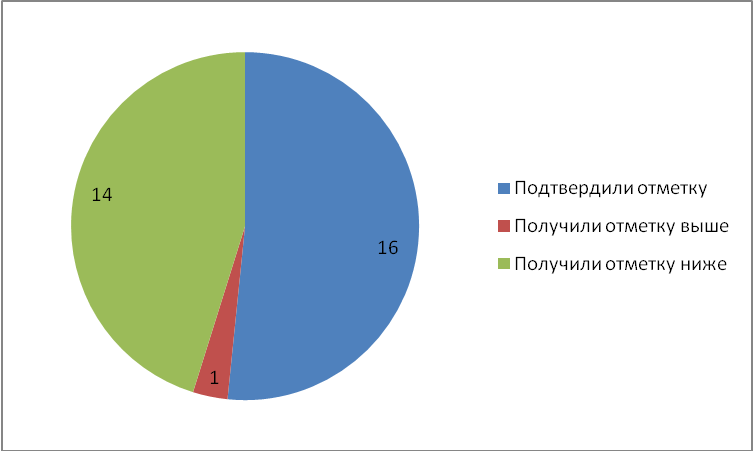 14
16
1
Подтвердили отметку
Получили отметку выше
Получили отметку ниже